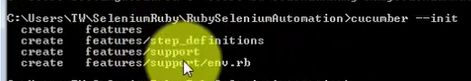 C:\Users\TW\SeleniumRuby\RubySeleniumAutomation>cucumber --init
create features
create features/step_definitions
create features/support
create features/support/env.rb